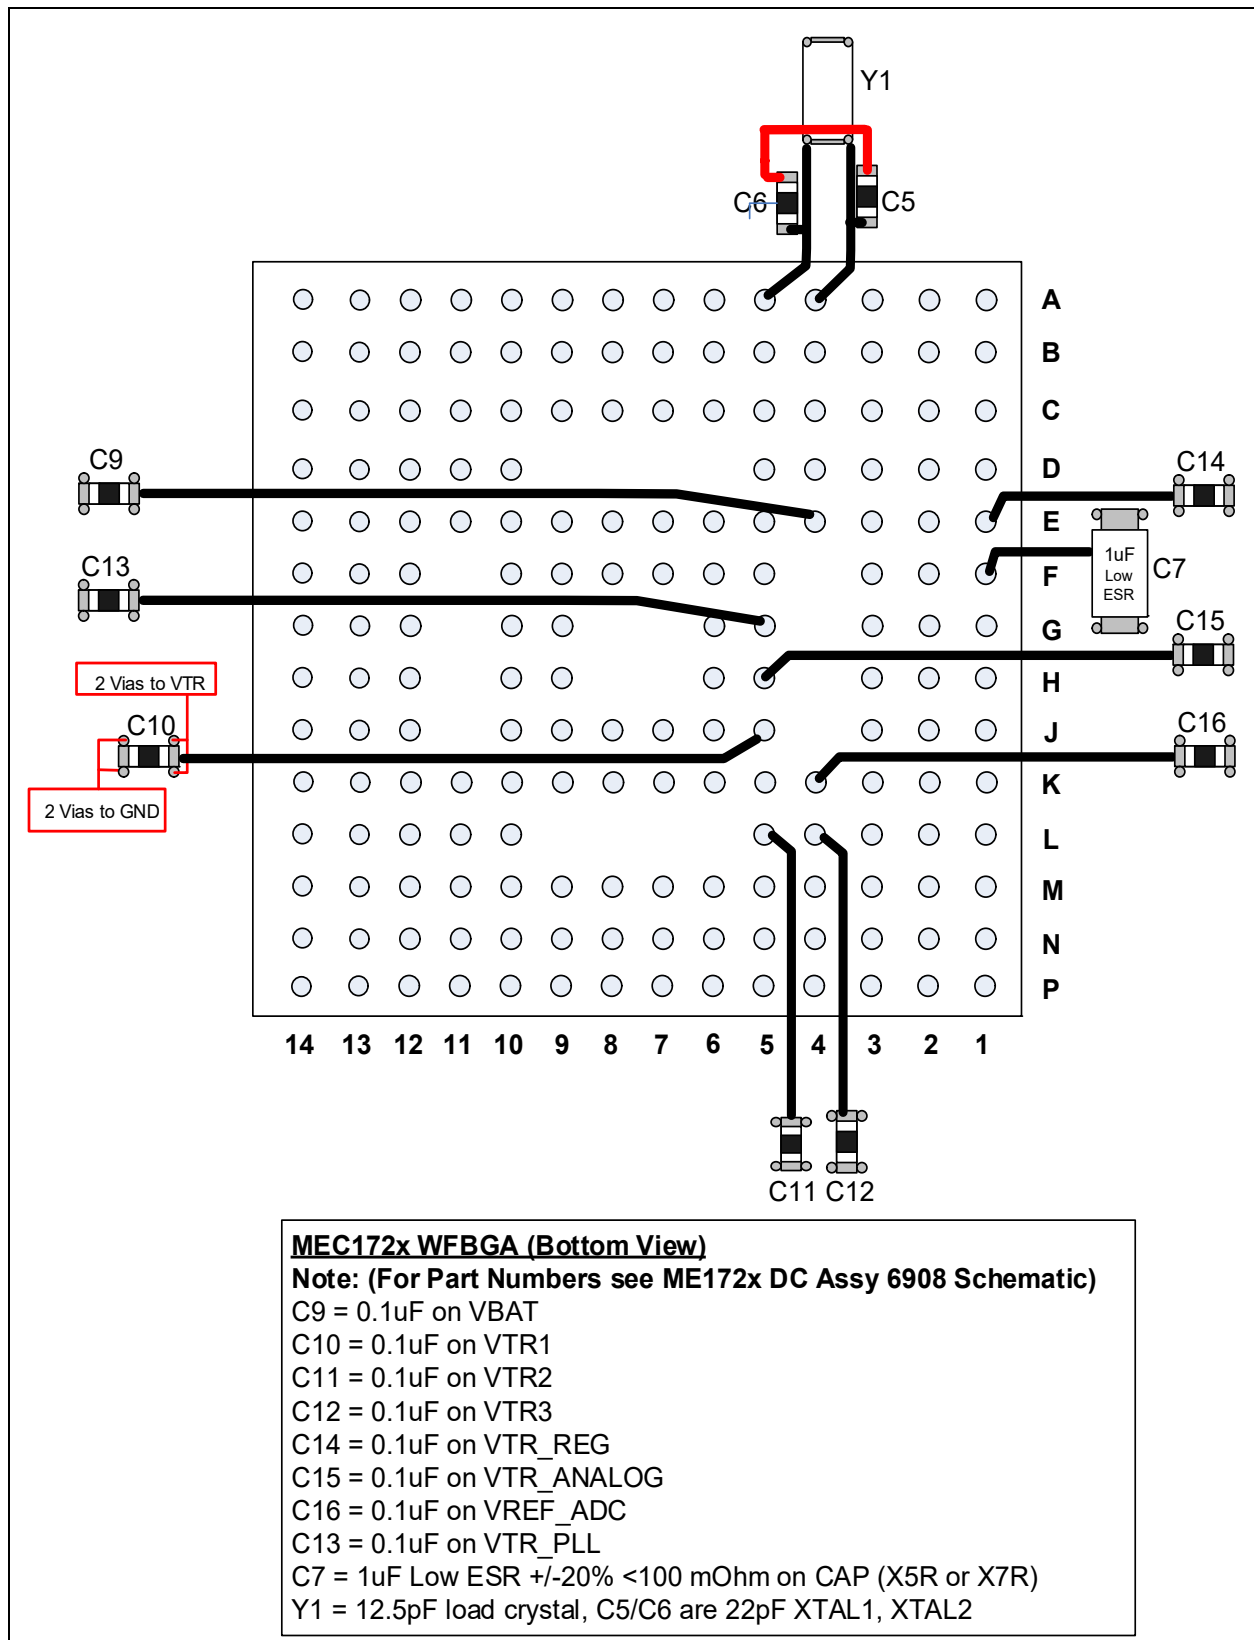 Y1
C6
C5
A
B
C
C9
D
C14
E
C13
1uF
Low
ESR
C7
F
G
C15
2 Vias to VTR
H
C10
J
C16
2 Vias to GND
K
L
M
N
P
14 13 12 11 10 9 8 7 6 5 4 3 2 1
C11 C12
MEC172x WFBGA (Bottom View)
Note: (For Part Numbers see ME172x DC Assy 6908 Schematic)
C9 = 0.1uF on VBAT
C10 = 0.1uF on VTR1
C11 = 0.1uF on VTR2
C12 = 0.1uF on VTR3
C14 = 0.1uF on VTR_REG
C15 = 0.1uF on VTR_ANALOG
C16 = 0.1uF on VREF_ADC
C13 = 0.1uF on VTR_PLL
C7 = 1uF Low ESR +/-20% <100 mOhm on CAP (X5R or X7R)
Y1 = 12.5pF load crystal, C5/C6 are 22pF XTAL1, XTAL2